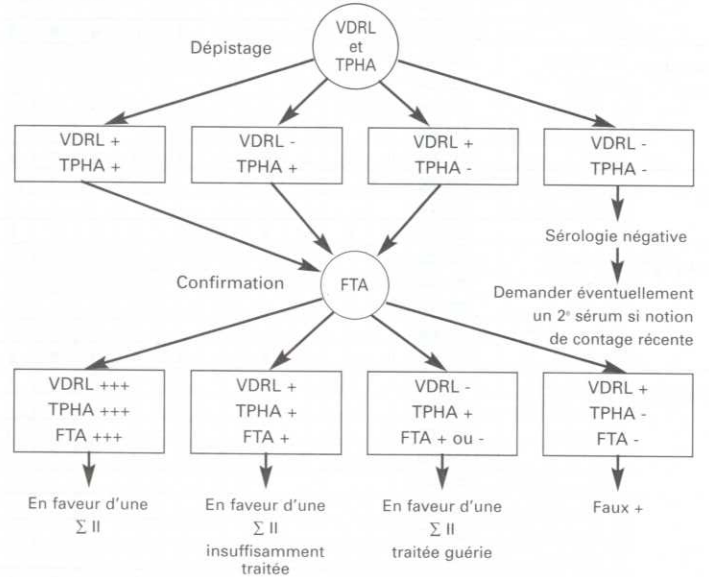 VDRL
et
TPHA
Dépistage
VDRL +
TPHA +
VDRL -
TPHA +
VDRL +
TPHA -
VDRL -
TPHA -
Sérologie négative
Demander éventuellement
un 2e sérum si notion
de contage récente
Confirmation
FTA
VDRL +++
TPHA +++
FTA +++
VDRL +
TPHA +
FTA +
VDRL -
TPHA +
FTA + ou -
VDRL +
TPHA -
FTA -
En faveur d'une
∑ II
En faveur d'une
∑ II
insuffisamment
traitée
En faveur d'une
∑ II
traitée guérie
Faux +